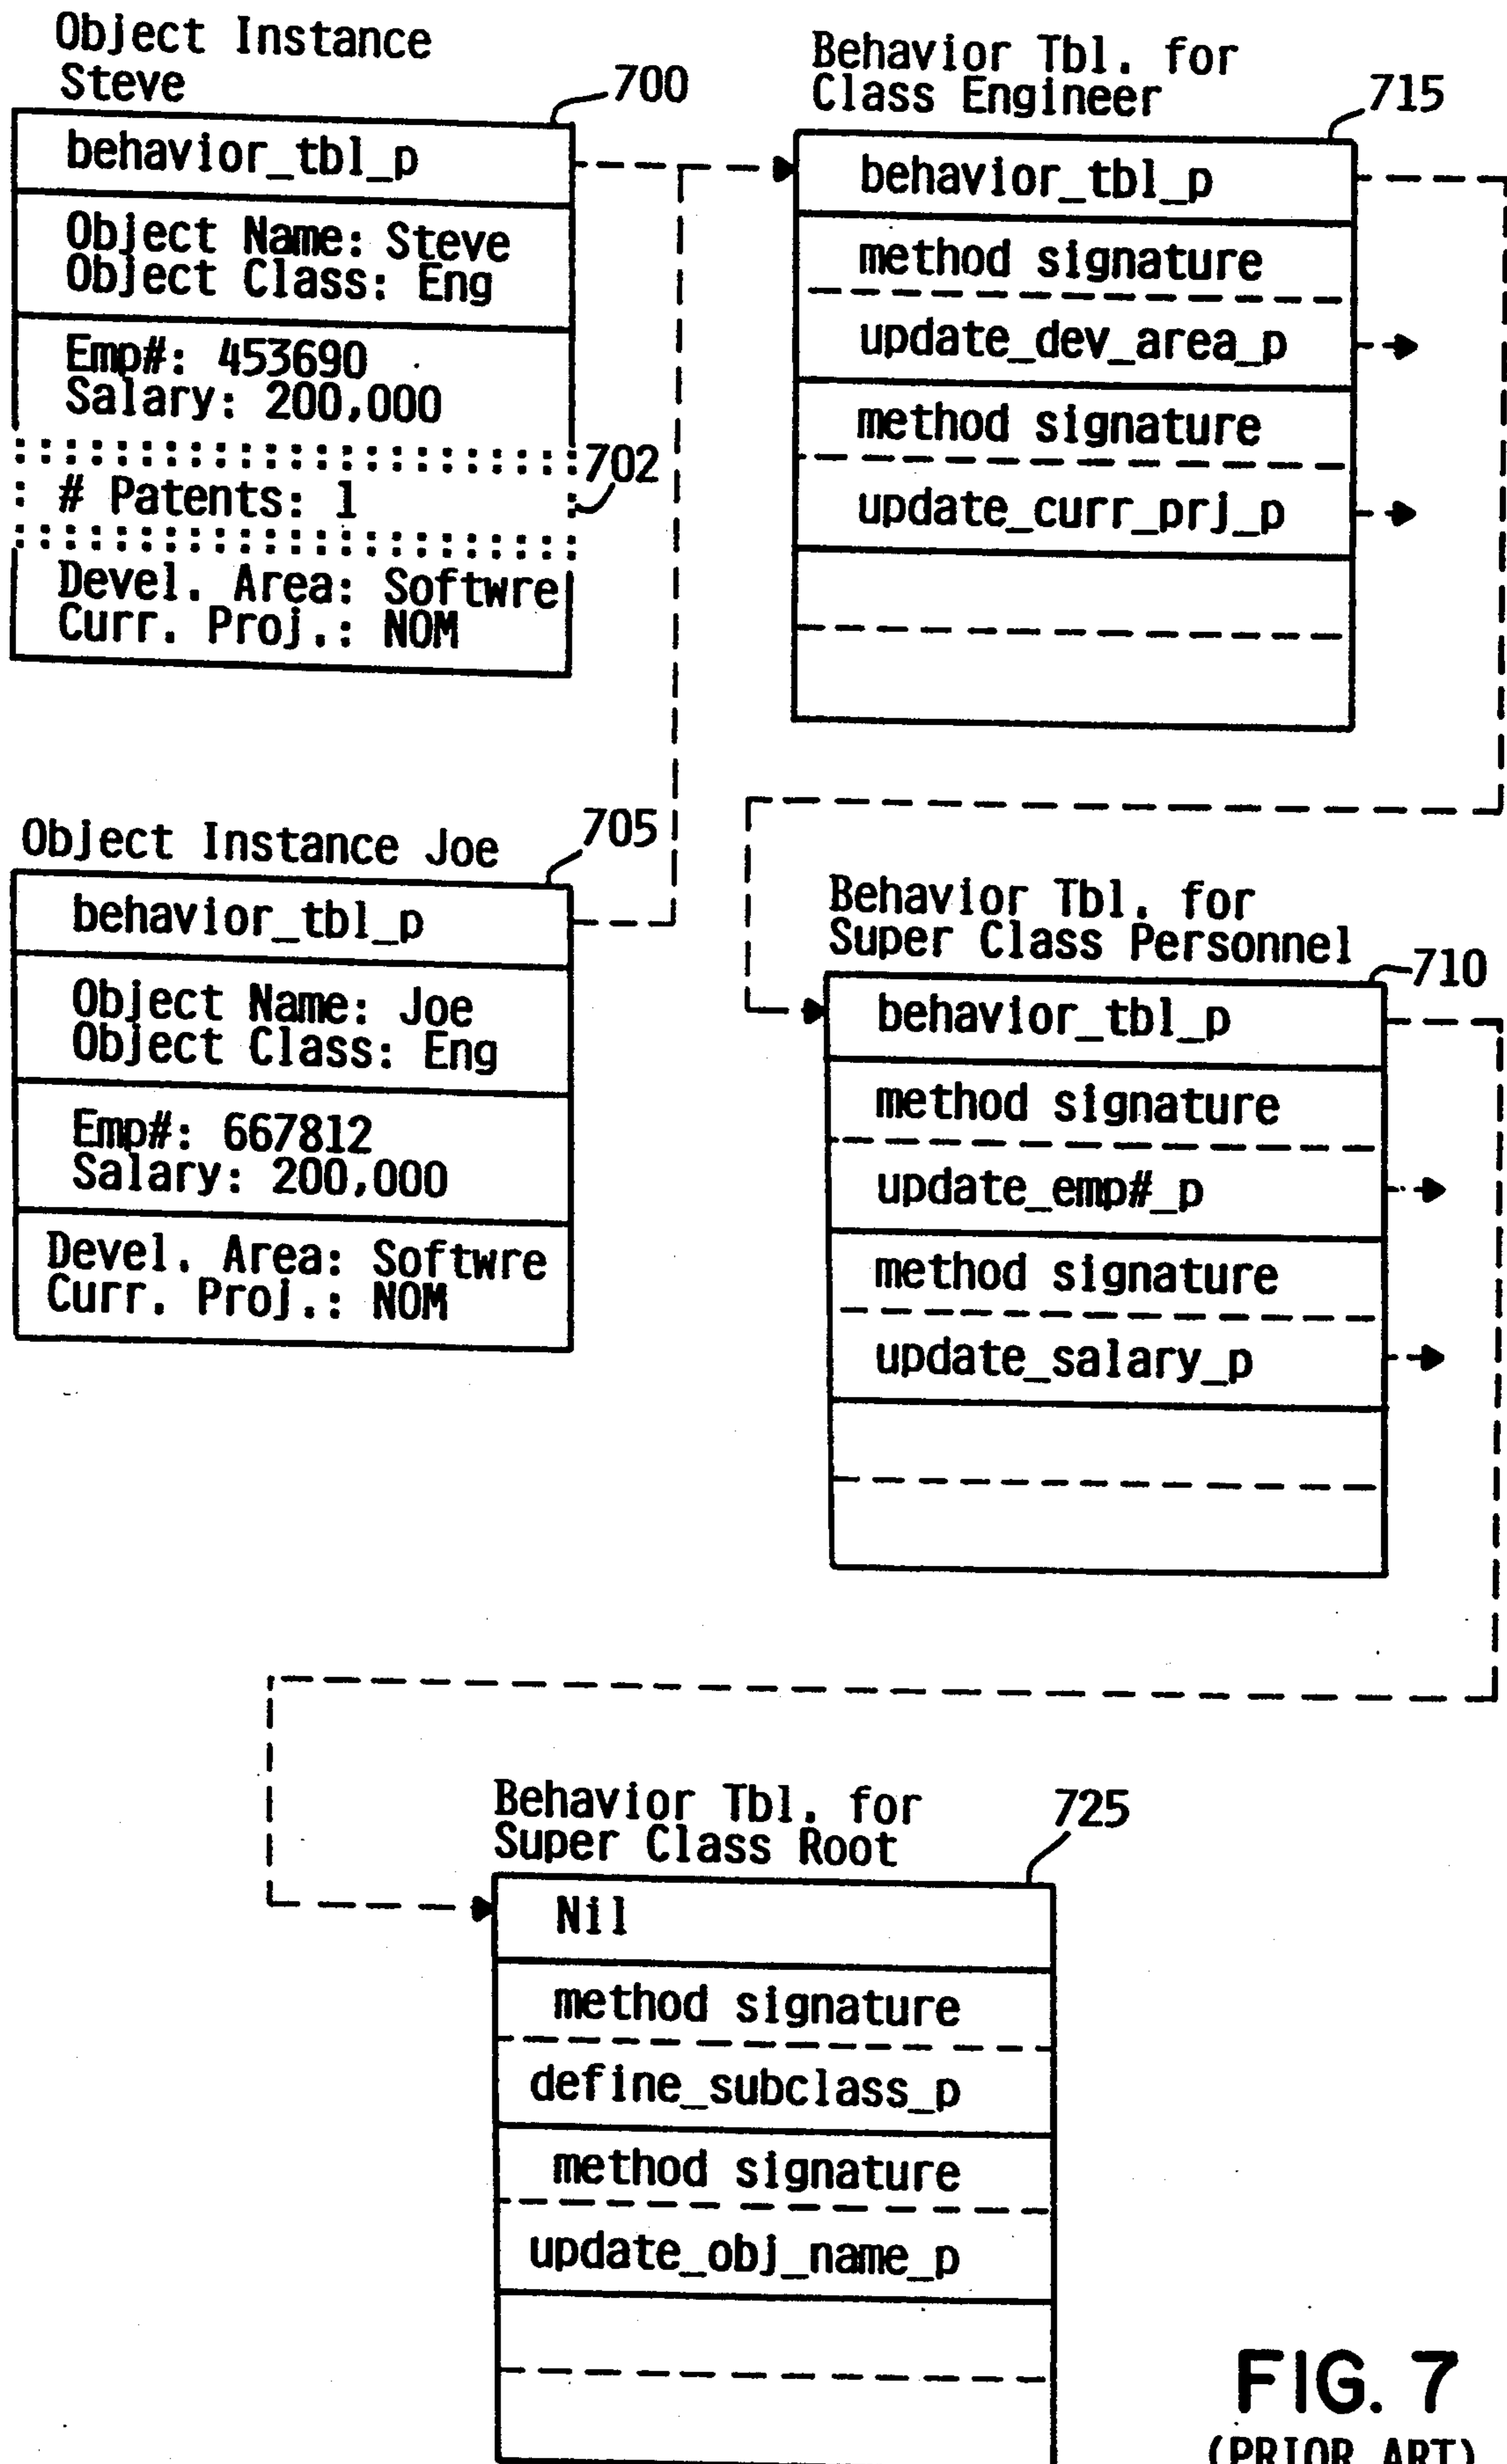 Object Instance
Steve
700
behavior_tbl_p
Object Name: Steve
Object Class: Eng
Emp#: 453690
Salary: 200,000
702
# Patents: 1
Devel. Area: Softwre
Curr. Proj.: NOM
Behavior Tbl. for
Class Engineer
715
behavior_tbl_p
method signature
update_dev_area_p
method signature
update_curr_prj_p
Object Instance Joe
705
behavior_tbl_p
Object Name: Joe
Object Class: Eng
Emp#: 667812
Salary: 200,000
Devel. Area: Softwre
Curr. Proj.: NOM
Behavior Tbl. for
Super Class Personnel
710
behavior_tbl_p
method signature
update_emp#_p
method signature
update_salary_p
Behavior Tbl. for
Super Class Root
725
Nil
method signature
define_subclass_p
method signature
update_obj_name_p
FIG. 7
(PRIOR ART)